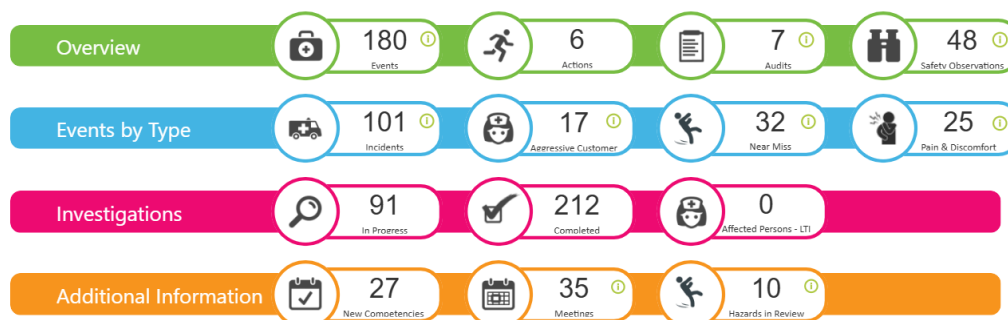 Overview
180
Events
6
Actions
7
Audits
48
Safety Observations
Events by Type
101
Incidents
17
Aggressive Customer
32
Near Miss
25
Pain & Discomfort
Investigations
91
In Progress
212
Completed
0
Affected Persons - LTI
Additional Information
27
New Competencies
35
Meetings
10
Hazards in Review